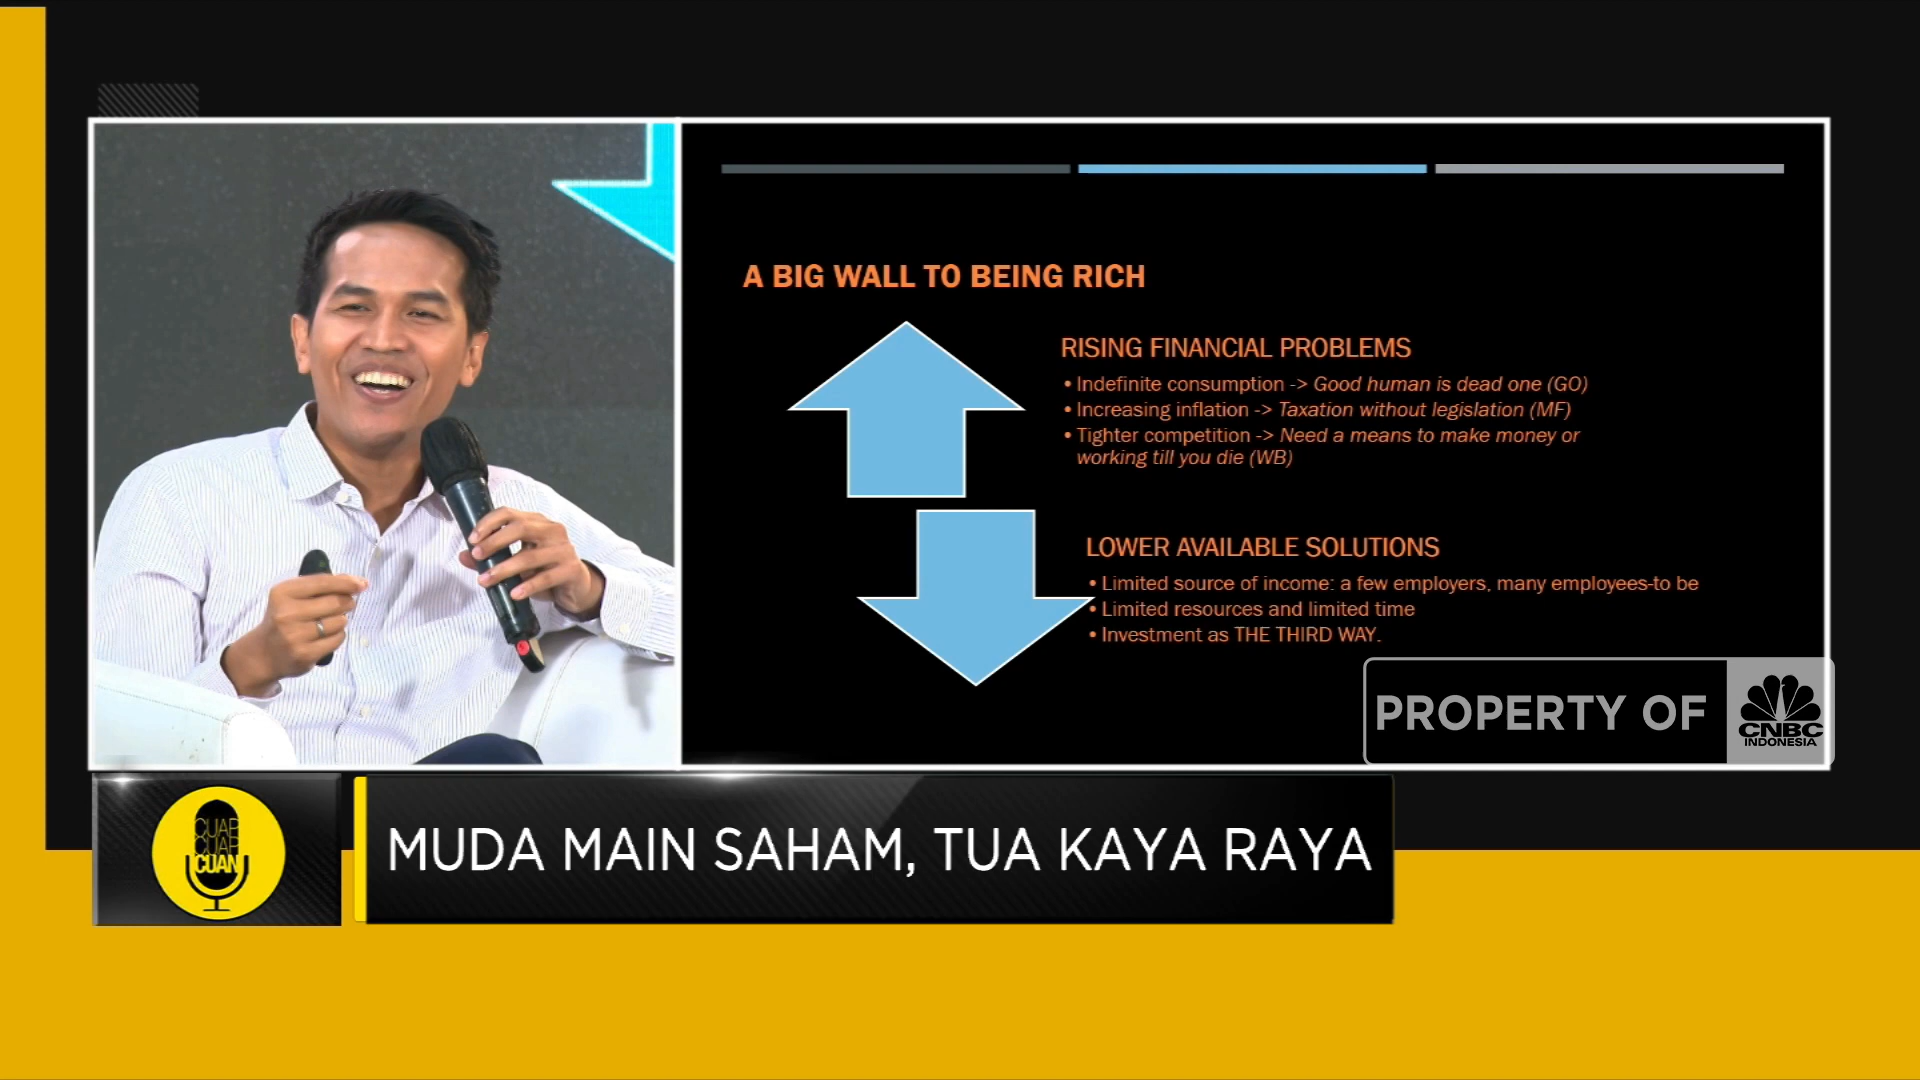 A BIG WALL TO BEING RICH
RISING FINANCIAL PROBLEMS
• Indefinite consumption -> Good human is dead one (GO)
• Increasing inflation -> Taxation without legislation (MF)
• Tighter competition -> Need a means to make money or
working till you die (WB)
LOWER AVAILABLE SOLUTIONS
• Limited source of income: a few employers, many employees-to be
• Limited resources and limited time
• Investment as THE THIRD WAY.
PROPERTY OF
CNBC
INDONESIA
CUAP
CUAP
CUAN
MUDA MAIN SAHAM, TUA KAYA RAYA